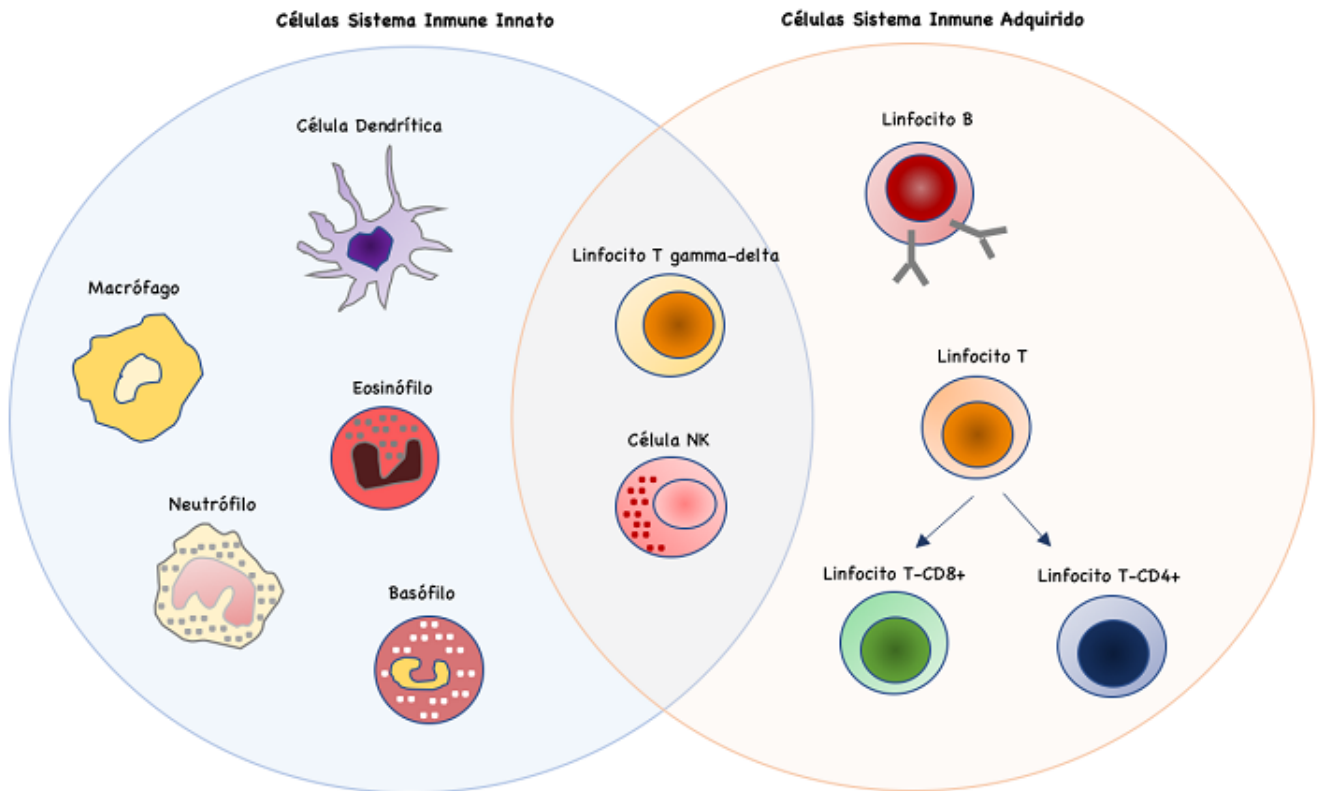 Células Sistema Inmune Innato
Células Sistema Inmune Adquirido
Célula Dendrítica
Linfocito B
Linfocito T gamma-delta
Macrófago
Linfocito T
Eosinófilo
Célula NK
Neutrófilo
Linfocito T-CD8+
Linfocito T-CD4+
Basófilo